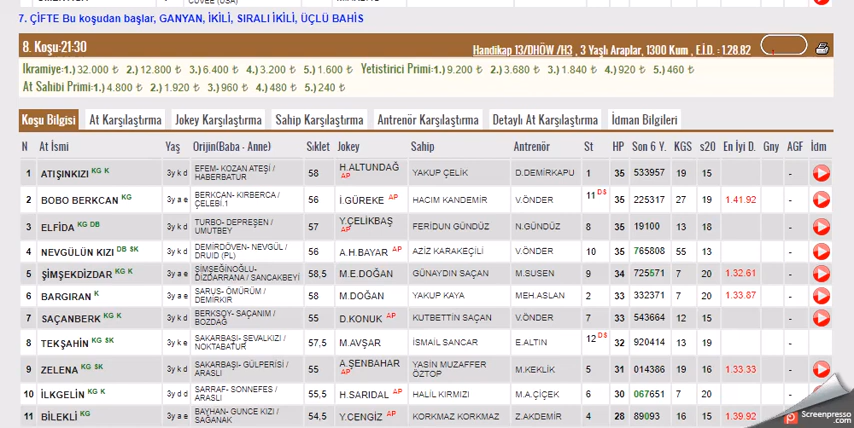 7. ÇİFTE Bu koşudan başlar, GANYAN, İKİLİ, SIRALI İKİLİ, ÜÇLÜ BAHİS
8. Koşu:21:30
Handikap 13/DHÖW /H3 , 3 Yaşlı Araplar, 1300 Kum , E.İ.D. : 1.28.82
Ikramiye:1.) 32.000 ₺ 2.) 12.800 ₺ 3.) 6.400 ₺ 4.) 3.200 ₺ 5.) 1.600 ₺ Yetistirici Primi:1.) 9.200 ₺ 2.) 3.680 ₺ 3.) 1.840 ₺ 4.) 920 ₺ 5.) 460 ₺
At Sahibi Primi:1.) 4.800 ₺ 2.) 1.920 ₺ 3.) 960 ₺ 4.) 480 ₺ 5.) 240 ₺
Koşu Bilgisi At Karşılaştırma Jokey Karşılaştırma Sahip Karşılaştırma Antrenör Karşılaştırma Detaylı At Karşılaştırma İdman Bilgileri
N At İsmi Yaş Orijin(Baba - Anne) Sıklet Jokey Sahip Antrenör St HP Son 6 Y. KGS s20 En İyi D. Gny AGF İdm
1 ATIŞINKIZI KG K 3y k d EFEM- KOZAN ATEŞİ / HABERBATUR 58 H.ALTUNDAĞ AP YAKUP ÇELİK D.DEMİRKAPU 1 35 533957 19 15 -
2 BOBO BERKCAN KG 3y a e BERKCAN- KIRBERCA / ÇELEBİ.1 56 İ.GÜREKE AP HACIM KANDEMİR V.ÖNDER 11 DS 35 225317 27 19 1.41.92 -
3 ELFİDA KG DB 3y k d TURBO- DEPREŞEN / UMUTBEY 57 Y.ÇELİKBAŞ AP FERİDUN GÜNDÜZ N.GÜNDÜZ 8 35 19100 13 18 -
4 NEVGÜLÜN KIZI DB SK 3y k d DEMİRDÖVEN- NEVGÜL / DRUID (PL) 56 A.H.BAYAR AP AZİZ KARAKEÇİLİ V.ÖNDER 10 35 765808 55 13 -
5 ŞİMŞEKDİZDAR KG K 3y a e ŞİMŞEĞİNOĞLU- DİZDARRANA / SANCAKBEYİ 58,5 M.E.DOĞAN GÜNAYDIN SAÇAN M.SUSEN 9 34 725571 7 20 1.32.61 -
6 BARGIRAN K 3y a e SARUS- ÖMÜRÜM / DEMİRKIR 58 M.DOĞAN YAKUP KAYA MEH.ASLAN 2 33 332371 7 20 1.33.87 -
7 SAÇANBERK KG K 3y k d BERKSOY- SAÇANIM / BOZDAĞ 55 D.KONUK AP KUTBETTİN SAÇAN V.ÖNDER 7 33 543664 12 15 -
8 TEKŞAHİN KG SK 3y k e SAKARBAŞI- SEVALKIZI / NOKTABATUR 57,5 M.AVŞAR İSMAİL SANCAR E.ALTIN 12 DS 32 920414 13 19 -
9 ZELENA KG SK 3y a d SAKARBAŞI- GÜLPERİSİ / ARASLI 55 A.ŞENBAHAR AP YASİN MUZAFFER ÖZTOP M.KEKLİK 5 31 014386 19 16 1.33.33 -
10 İLKGELİN KG K 3y d d SARRAF- SONNEFES / ARASLI 55,5 H.SARIDAL AP HALİL KIRMIZI M.A.ÇİÇEK 6 30 067651 7 20 -
11 BİLEKLİ KG 3y a e BAYHAN- GUNCE KIZI / SAĞANAK 54,5 Y.CENGİZ AP KORKMAZ KORKMAZ Z.AKDEMİR 4 28 89093 16 15 1.39.92 -
Screenpresso
.com